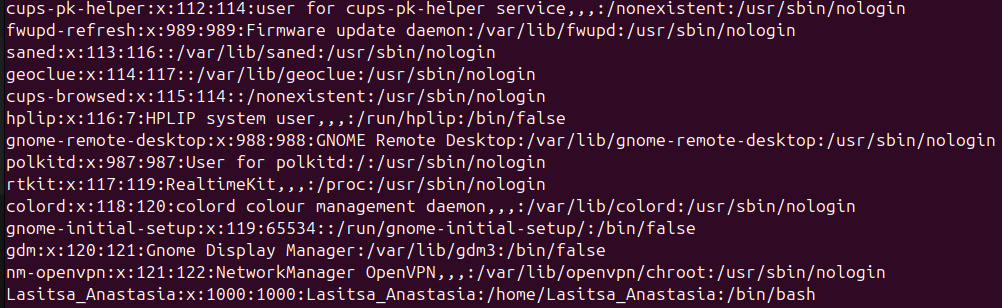 cups-pk-helper:x:112:114:user for cups-pk-helper service,,,:/nonexistent:/usr/sbin/nologin
fwupd-refresh:x:989:989:Firmware update daemon:/var/lib/fwupd:/usr/sbin/nologin
saned:x:113:116::/var/lib/saned:/usr/sbin/nologin
geoclue:x:114:117::/var/lib/geoclue:/usr/sbin/nologin
cups-browsed:x:115:114::/nonexistent:/usr/sbin/nologin
hplip:x:116:7:HPLIP system user,,,:/run/hplip:/bin/false
gnome-remote-desktop:x:988:988:GNOME Remote Desktop:/var/lib/gnome-remote-desktop:/usr/sbin/nologin
polkitd:x:987:987:User for polkitd:/:/usr/sbin/nologin
rtkit:x:117:119:RealtimeKit,,,:/proc:/usr/sbin/nologin
colord:x:118:120:colord colour management daemon,,,:/var/lib/colord:/usr/sbin/nologin
gnome-initial-setup:x:119:65534::/run/gnome-initial-setup/:/bin/false
gdm:x:120:121:Gnome Display Manager:/var/lib/gdm3:/bin/false
nm-openvpn:x:121:122:NetworkManager OpenVPN,,,:/var/lib/openvpn/chroot:/usr/sbin/nologin
Lasitsa_Anastasia:x:1000:1000:Lasitsa_Anastasia:/home/Lasitsa_Anastasia:/bin/bash